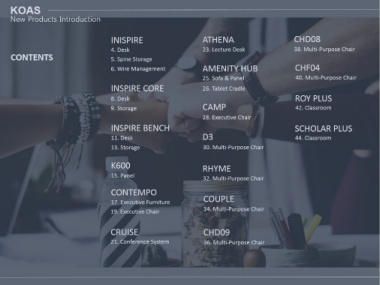 KOAS
New Products Introduction
CONTENTS
INISPIRE
4. Desk
5. Spine Storage
6. Wire Management
INSPIRE CORE
8. Desk
9. Storage
INSPIRE BENCH
11. Desk
13. Storage
K600
15. Panel
CONTEMPO
17. Executive Furniture
19. Executive Chair
CRUISE
21. Conference System
ATHENA
23. Lecture Desk
AMENITY HUB
25. Sofa & Panel
26. Tablet Cradle
CAMP
28. Executive Chair
D3
30. Multi-Purpose Chair
RHYME
32. Multi-Purpose Chair
COUPLE
34. Multi-Purpose Chair
CHD09
36. Multi-Purpose Chair
CHD08
38. Multi-Purpose Chair
CHF04
40. Multi-Purpose Chair
ROY PLUS
42. Classroom
SCHOLAR PLUS
44. Classroom